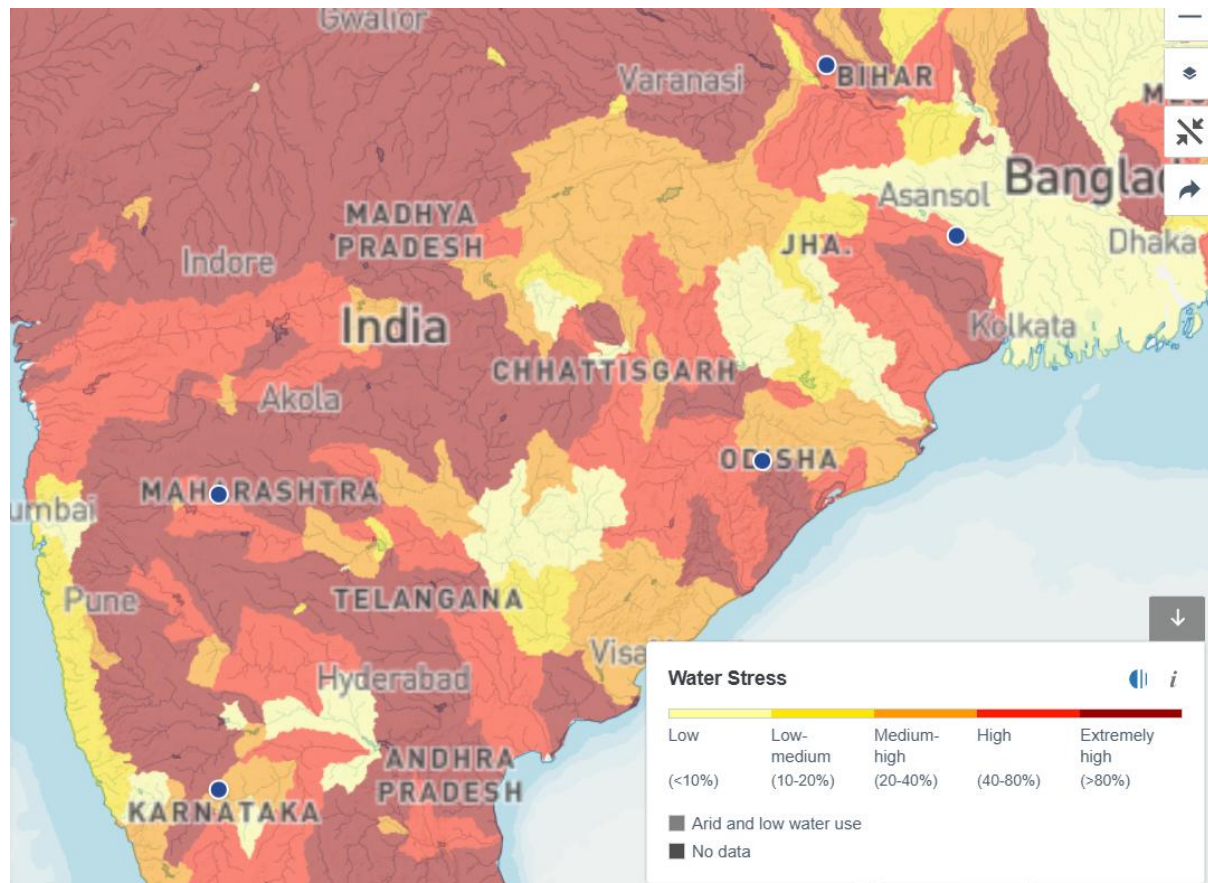 Gwalior
Varanasi
BIHAR
Asansol
Bangla
MADHYA
PRADESH
JHA.
Dhaka
Indore
India
Kolkata
CHHATTISGARH
Akola
ODISHA
MAHARASHTRA
umbai
Pune
TELANGANA
Visa
Hyderabad
ANDHRA
PRADESH
KARNATAKA
Water Stress
i
Low
Low-
medium
Medium-
high
High
Extremely
high
(<10%)
(10-20%)
(20-40%)
(40-80%)
(>80%)
Arid and low water use
No data